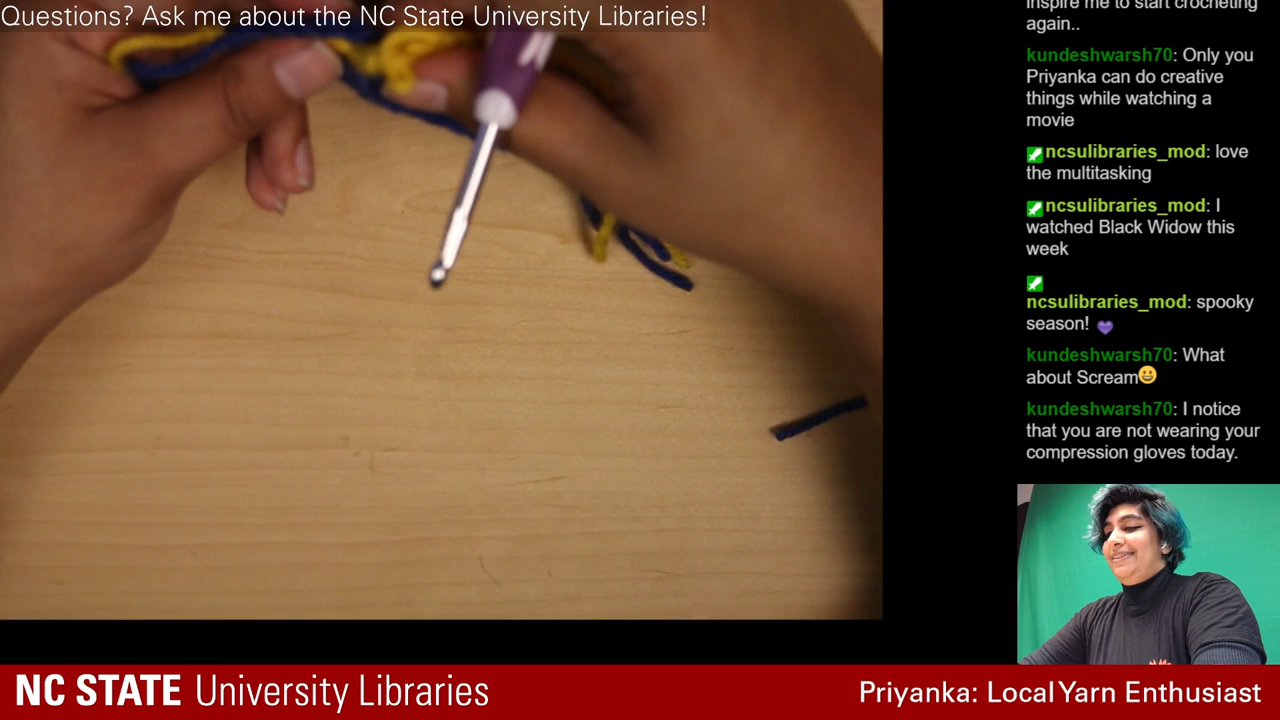 Questions? Ask me about the NC State University Libraries!
inspire me to start crocheting
again..
kundeshwarsh70: Only you
Priyanka can do creative
things while watching a
movie
ncsulibraries_mod: love
the multitasking
ncsulibraries_mod: I
watched Black Widow this
week
ncsulibraries_mod: spooky
season! 💜
kundeshwarsh70: What
about Scream😀
kundeshwarsh70: I notice
that you are not wearing your
compression gloves today.
NC STATE University Libraries
Priyanka: Local Yarn Enthusiast